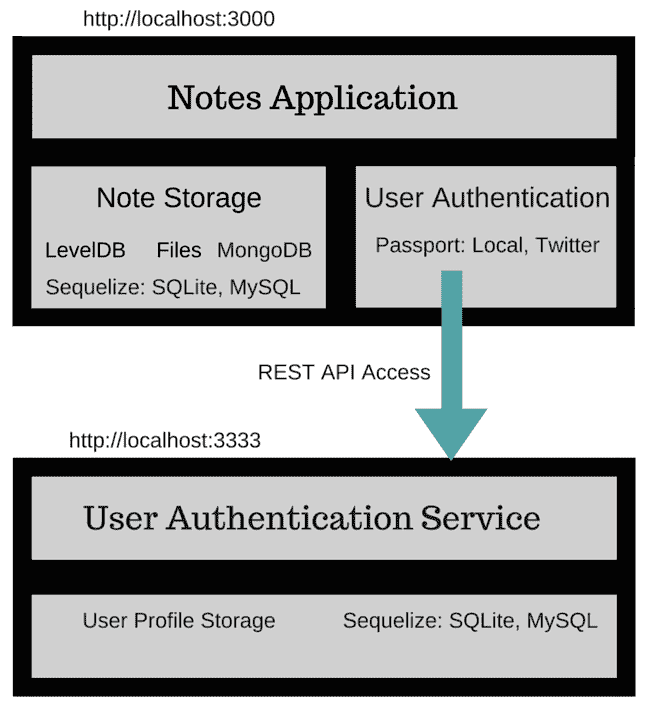 http://localhost:3000
Notes Application
Note Storage
LevelDB Files MongoDB
Sequelize: SQLite, MySQL
User Authentication
Passport: Local, Twitter
REST API Access
http://localhost:3333
User Authentication Service
User Profile Storage Sequelize: SQLite, MySQL